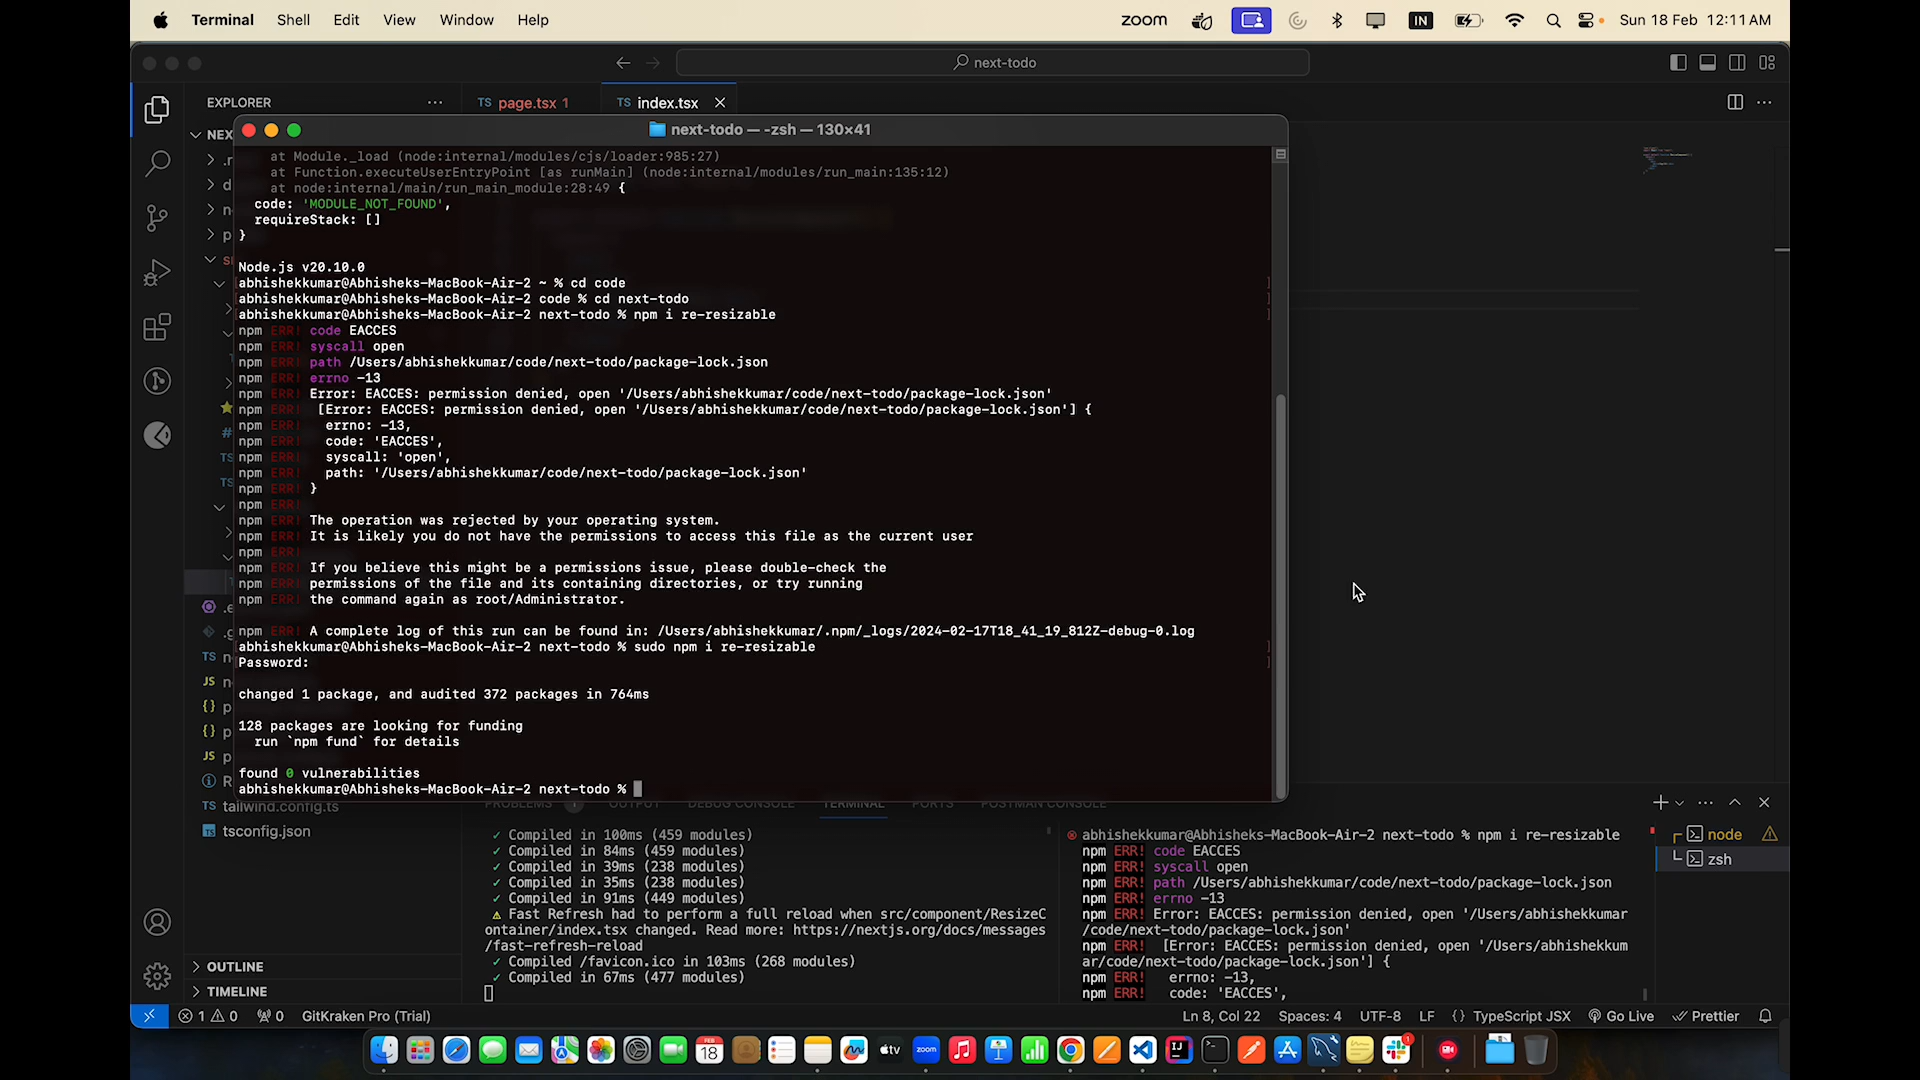 Terminal Shell Edit View Window Help
zoom IN Sun 18 Feb 12:11 AM
next-todo
EXPLORER
TS page.tsx 1
TS index.tsx
NEX
next-todo — -zsh — 130×41
at Module._load (node:internal/modules/cjs/loader:985:27)
at Function.executeUserEntryPoint [as runMain] (node:internal/modules/run_main:135:12)
at node:internal/main/run_main_module:28:49 {
code: 'MODULE_NOT_FOUND',
requireStack: []
}
Node.js v20.10.0
abhishekkumar@Abhisheks-MacBook-Air-2 ~ % cd code
abhishekkumar@Abhisheks-MacBook-Air-2 code % cd next-todo
abhishekkumar@Abhisheks-MacBook-Air-2 next-todo % npm i re-resizable
npm ERR! code EACCES
npm ERR! syscall open
npm ERR! path /Users/abhishekkumar/code/next-todo/package-lock.json
npm ERR! errno -13
npm ERR! Error: EACCES: permission denied, open '/Users/abhishekkumar/code/next-todo/package-lock.json'
npm ERR! [Error: EACCES: permission denied, open '/Users/abhishekkumar/code/next-todo/package-lock.json'] {
npm ERR! errno: -13,
npm ERR! code: 'EACCES',
npm ERR! syscall: 'open',
npm ERR! path: '/Users/abhishekkumar/code/next-todo/package-lock.json'
npm ERR! }
npm ERR!
npm ERR! The operation was rejected by your operating system.
npm ERR! It is likely you do not have the permissions to access this file as the current user
npm ERR!
npm ERR! If you believe this might be a permissions issue, please double-check the
npm ERR! permissions of the file and its containing directories, or try running
npm ERR! the command again as root/Administrator.
npm ERR! A complete log of this run can be found in: /Users/abhishekkumar/.npm/_logs/2024-02-17T18_41_19_812Z-debug-0.log
abhishekkumar@Abhisheks-MacBook-Air-2 next-todo % sudo npm i re-resizable
Password:
changed 1 package, and audited 372 packages in 764ms
128 packages are looking for funding
run `npm fund` for details
found 0 vulnerabilities
abhishekkumar@Abhisheks-MacBook-Air-2 next-todo %
TS tailwind.config.ts
TS tsconfig.json
OUTLINE
TIMELINE
PROBLEMS 1 OUTPUT DEBUG CONSOLE TERMINAL PORTS POSTMAN CONSOLE
✓ Compiled in 100ms (459 modules)
✓ Compiled in 84ms (459 modules)
✓ Compiled in 39ms (238 modules)
✓ Compiled in 35ms (238 modules)
✓ Compiled in 91ms (449 modules)
⚠ Fast Refresh had to perform a full reload when src/component/ResizeC
ontainer/index.tsx changed. Read more: https://nextjs.org/docs/messages
/fast-refresh-reload
✓ Compiled /favicon.ico in 103ms (268 modules)
✓ Compiled in 67ms (477 modules)
abhishekkumar@Abhisheks-MacBook-Air-2 next-todo % npm i re-resizable
npm ERR! code EACCES
npm ERR! syscall open
npm ERR! path /Users/abhishekkumar/code/next-todo/package-lock.json
npm ERR! errno -13
npm ERR! Error: EACCES: permission denied, open '/Users/abhishekkumar
/code/next-todo/package-lock.json'
npm ERR! [Error: EACCES: permission denied, open '/Users/abhishekkum
ar/code/next-todo/package-lock.json'] {
npm ERR! errno: -13,
npm ERR! code: 'EACCES',
node
zsh
1 0 0 GitKraken Pro (Trial)
Ln 8, Col 22 Spaces: 4 UTF-8 LF {} TypeScript JSX Go Live Prettier
FEB
18
zoom
tv
IJ
1